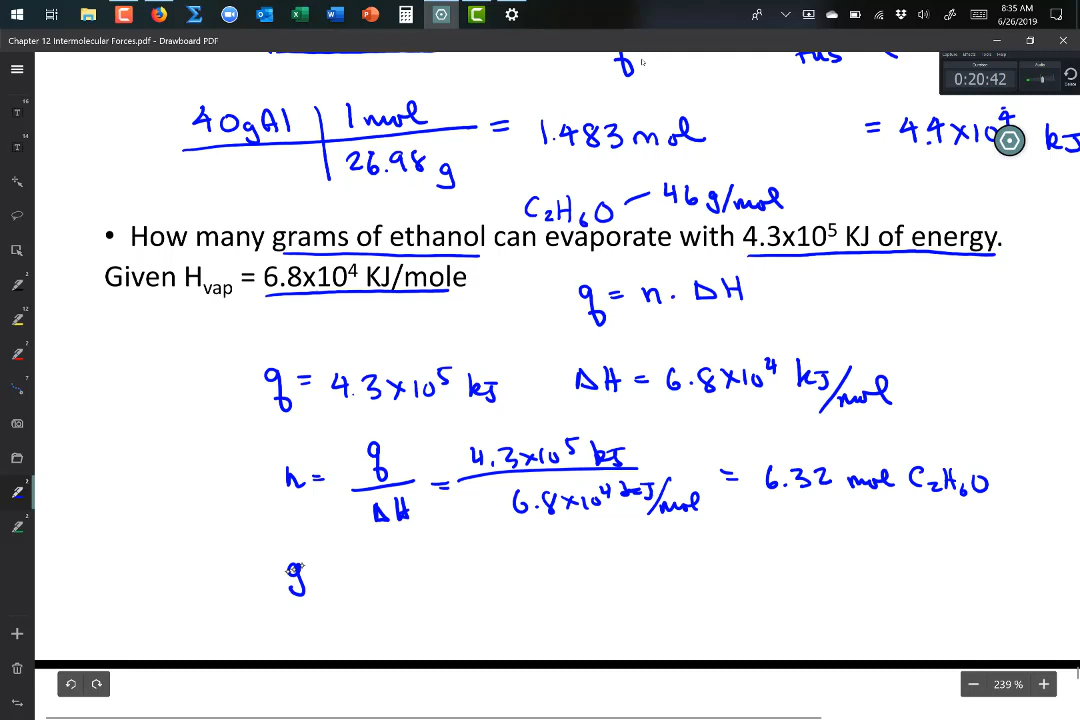 8:35 AM
6/26/2019
Chapter 12 Intermolecular Forces.pdf - Drawboard PDF
0:20:42
q fus
40gAl | 1 mol = 1.483 mol = 4.4x10⁴ kJ
26.98 g
C₂H₆O — 46 g/mol
• How many grams of ethanol can evaporate with 4.3x10⁵ KJ of energy.
Given Hvap = 6.8x10⁴ KJ/mole
q = n · ΔH
q = 4.3x10⁵ kJ ΔH = 6.8x10⁴ kJ/mol
n = q/ΔH = 4.3x10⁵ kJ / 6.8x10⁴ kJ/mol = 6.32 mol C₂H₆O
g
239 %